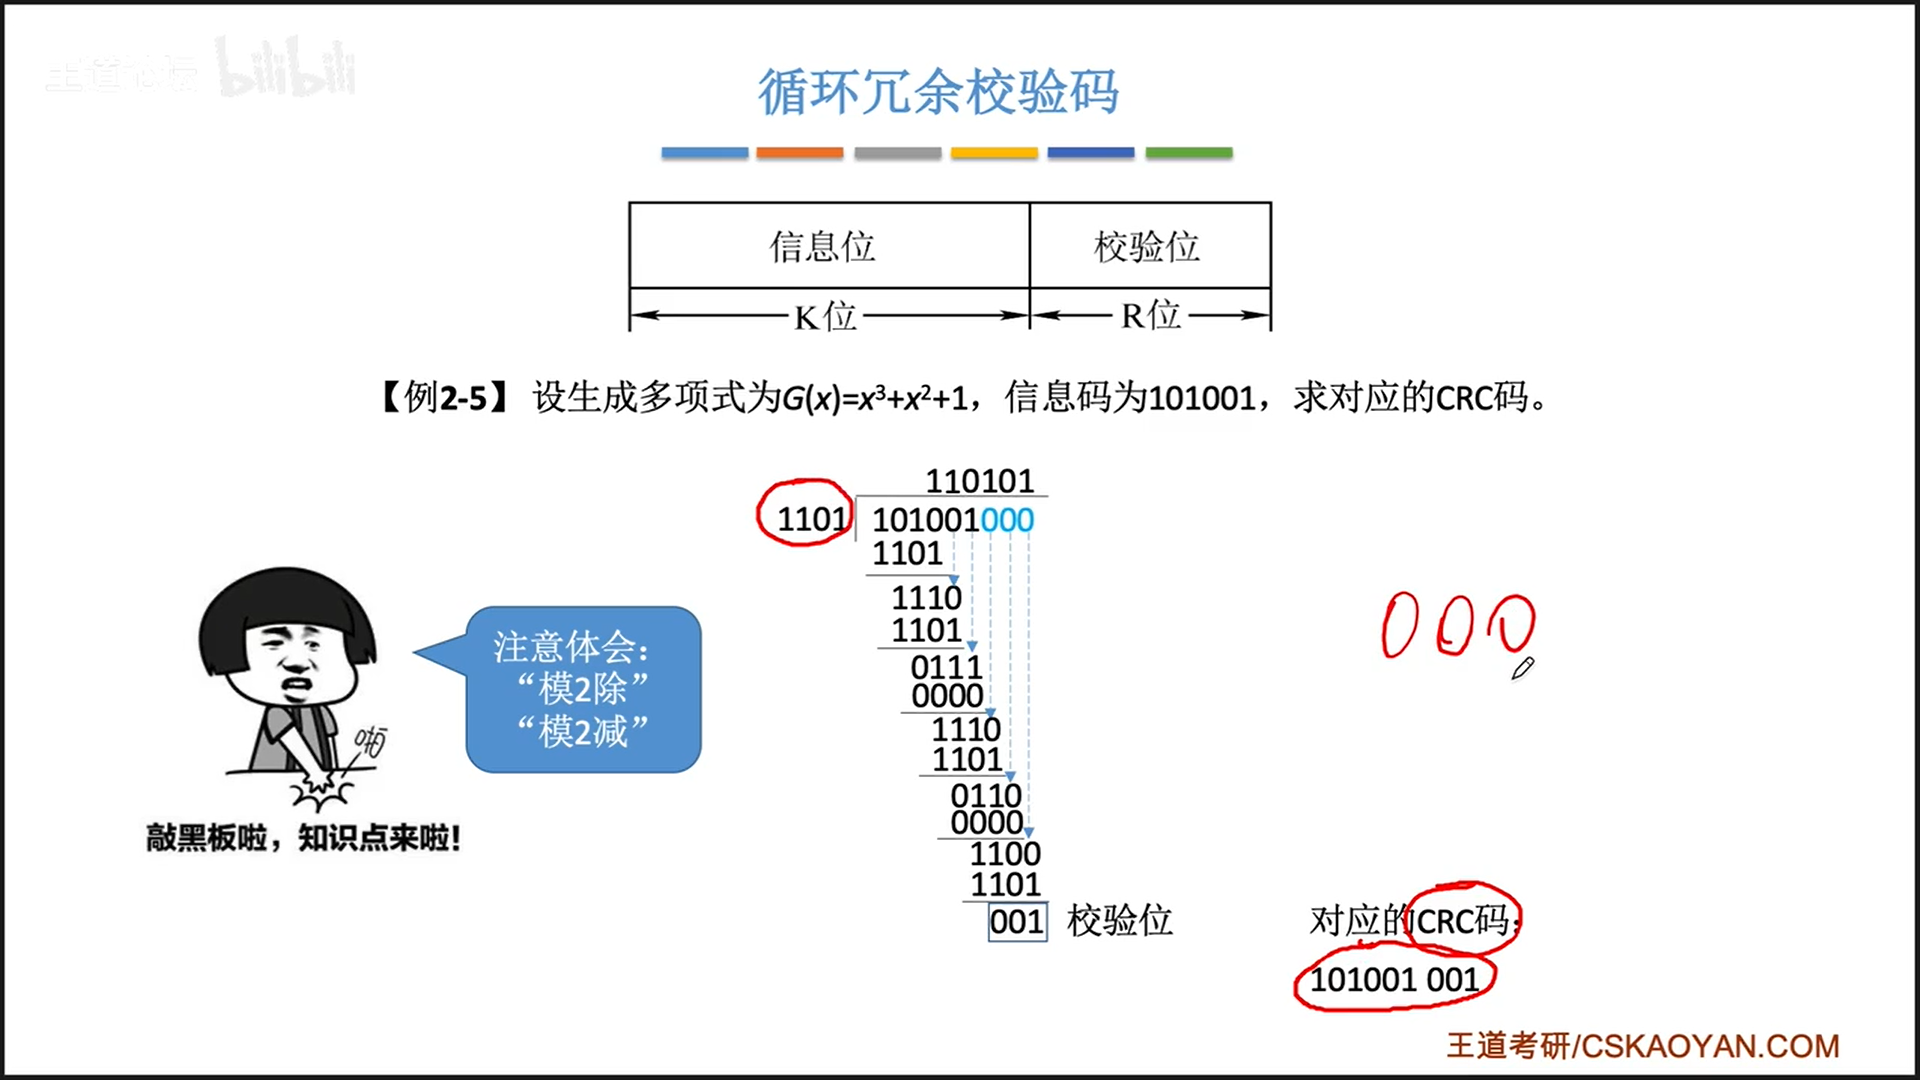 王道论坛 bilibili
循环冗余校验码
信息位 校验位
K位 R位
【例2-5】 设生成多项式为G(x)=x³+x²+1，信息码为101001，求对应的CRC码。
110101
1101 101001000
1101
1110
1101
0111
0000
1110
1101
0110
0000
1100
1101
001 校验位
注意体会：
“模2除”
“模2减”
啪
敲黑板啦，知识点来啦!
000
对应的CRC码：
101001 001
王道考研/CSKAOYAN.COM